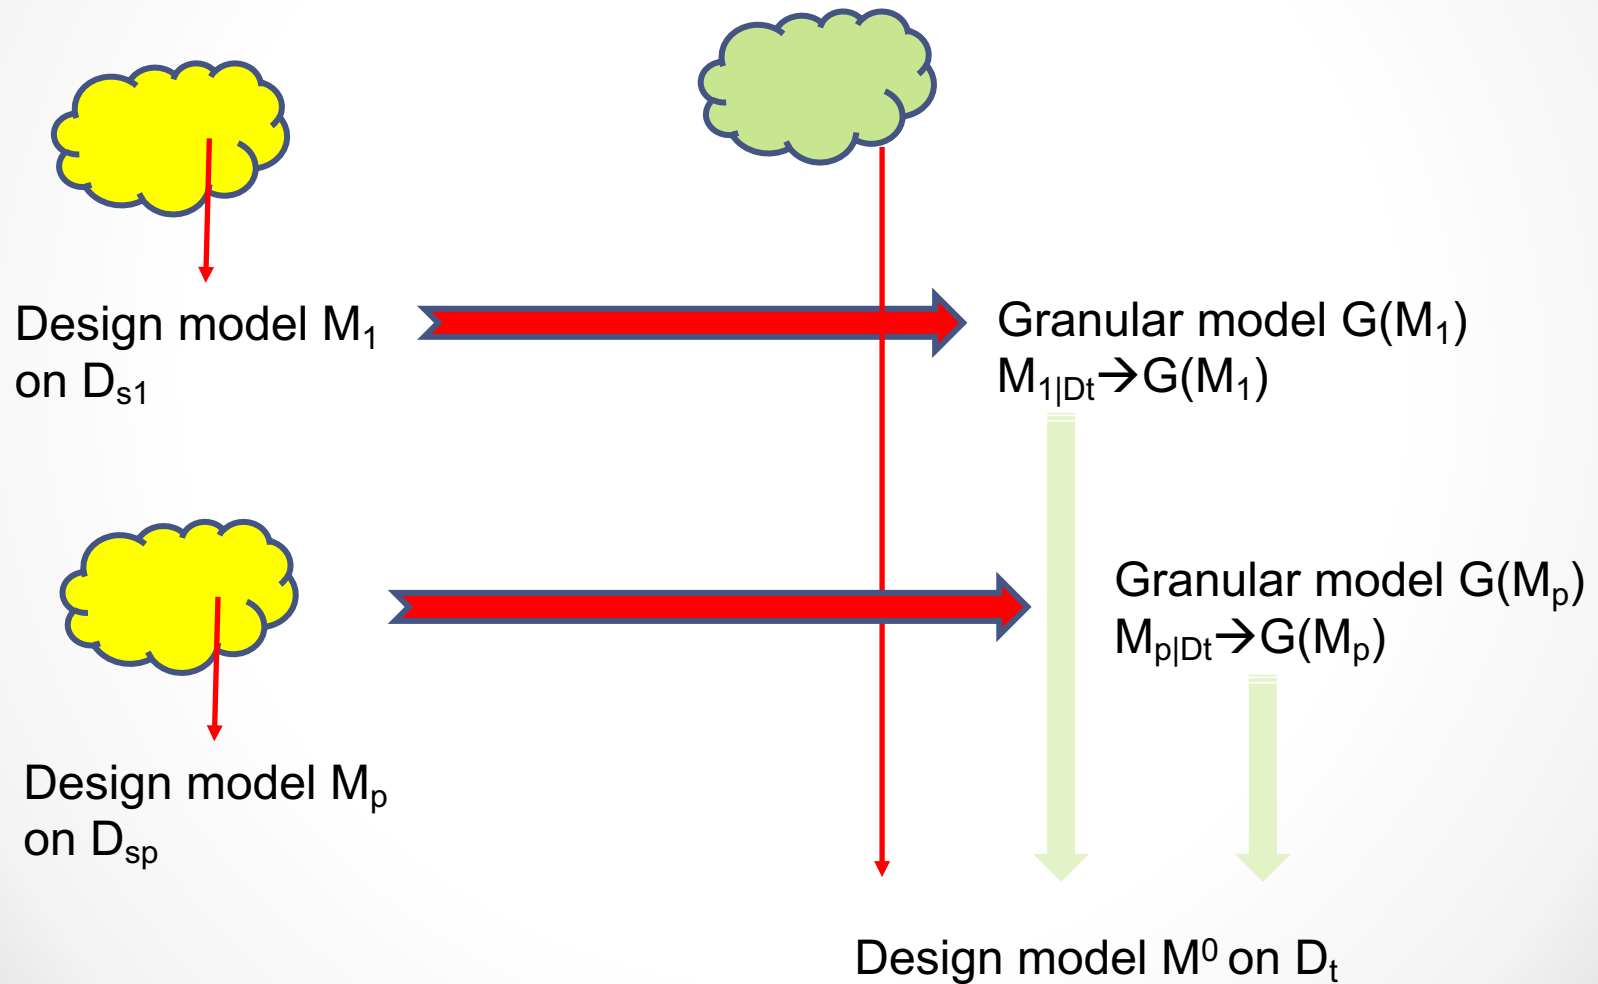 Design model M₁
on Dₛ₁
Granular model G(M₁)
M₁|Dt→G(M₁)
Granular model G(Mₚ)
Mₚ|Dt→G(Mₚ)
Design model Mₚ
on Dₛₚ
Design model M⁰ on Dₜ